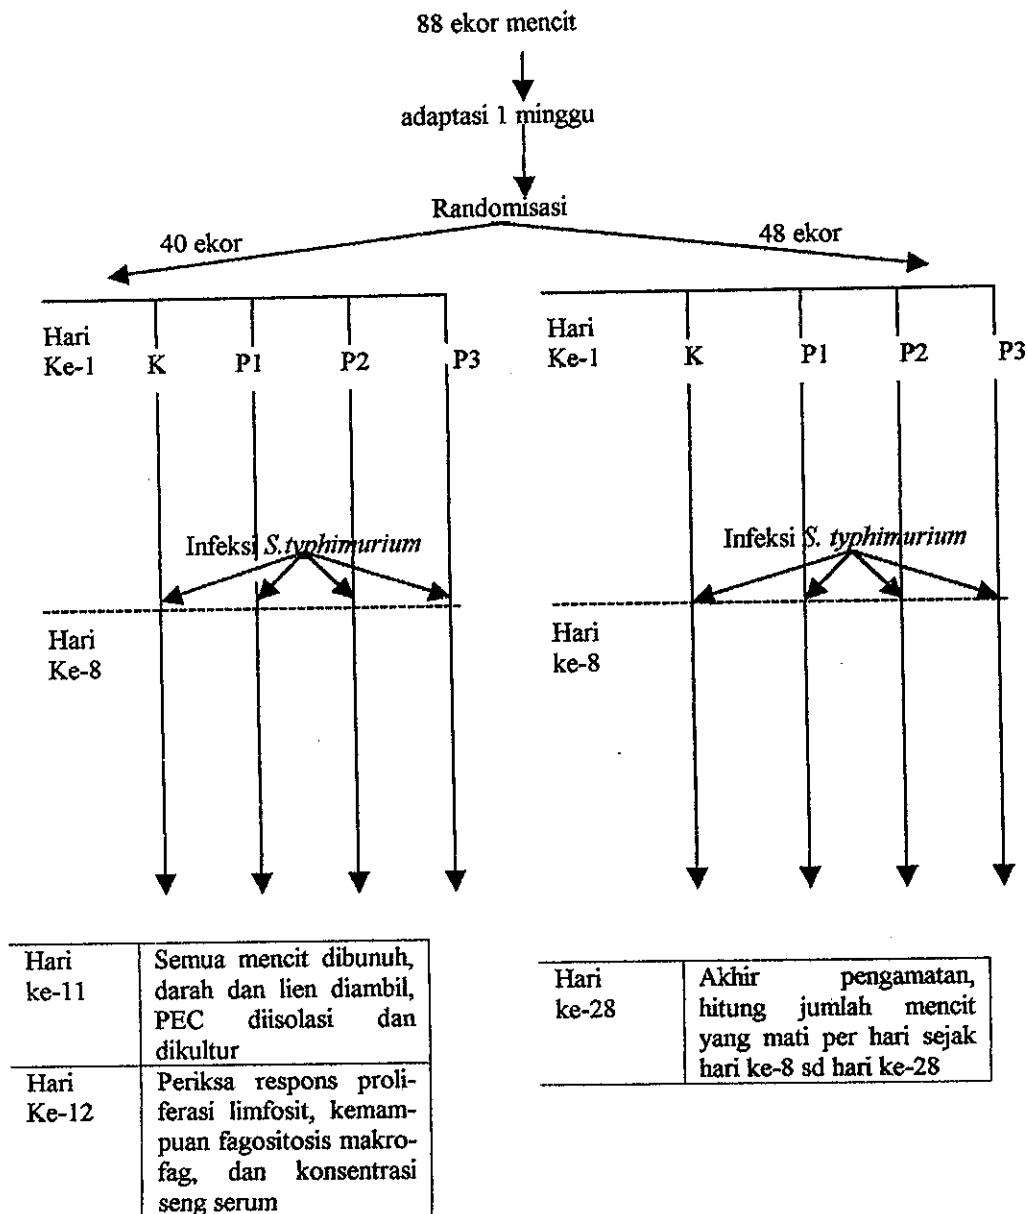 88 ekor mencit
adaptasi 1 minggu
Randomisasi
40 ekor
48 ekor
Hari
Ke-1
K
P1
P2
P3
Hari
Ke-1
K
P1
P2
P3
Infeksi S.typhimurium
Infeksi S. typhimurium
Hari
Ke-8
Hari
ke-8
Hari
ke-11
Semua mencit dibunuh,
darah dan lien diambil,
PEC diisolasi dan
dikultur
Hari
Ke-12
Periksa respons proli-
ferasi limfosit, kemam-
puan fagositosis makro-
fag, dan konsentrasi
seng serum
Hari
ke-28
Akhir pengamatan,
hitung jumlah mencit
yang mati per hari sejak
hari ke-8 sd hari ke-28